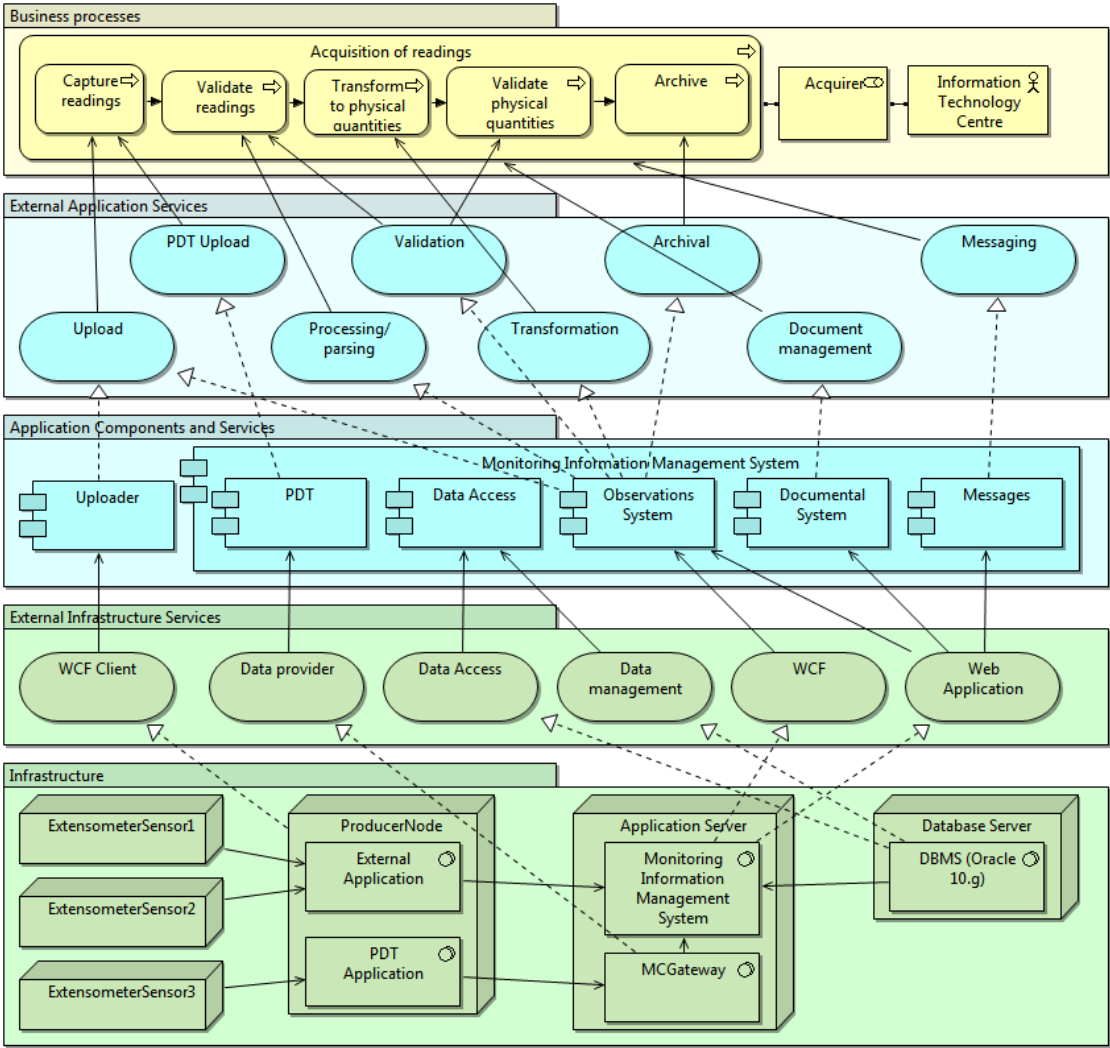 Business processes
Acquisition of readings
Capture
readings
Validate
readings
Transform
to physical
quantities
Validate
physical
quantities
Archive
Acquirer
Information
Technology
Centre
External Application Services
PDT Upload
Validation
Archival
Messaging
Upload
Processing/
parsing
Transformation
Document
management
Application Components and Services
Monitoring Information Management System
Uploader
PDT
Data Access
Observations
System
Documental
System
Messages
External Infrastructure Services
WCF Client
Data provider
Data Access
Data
management
WCF
Web
Application
Infrastructure
ExtensometerSensor1
ExtensometerSensor2
ExtensometerSensor3
ProducerNode
External
Application
PDT
Application
Application Server
Monitoring
Information
Management
System
MCGateway
Database Server
DBMS (Oracle
10.g)